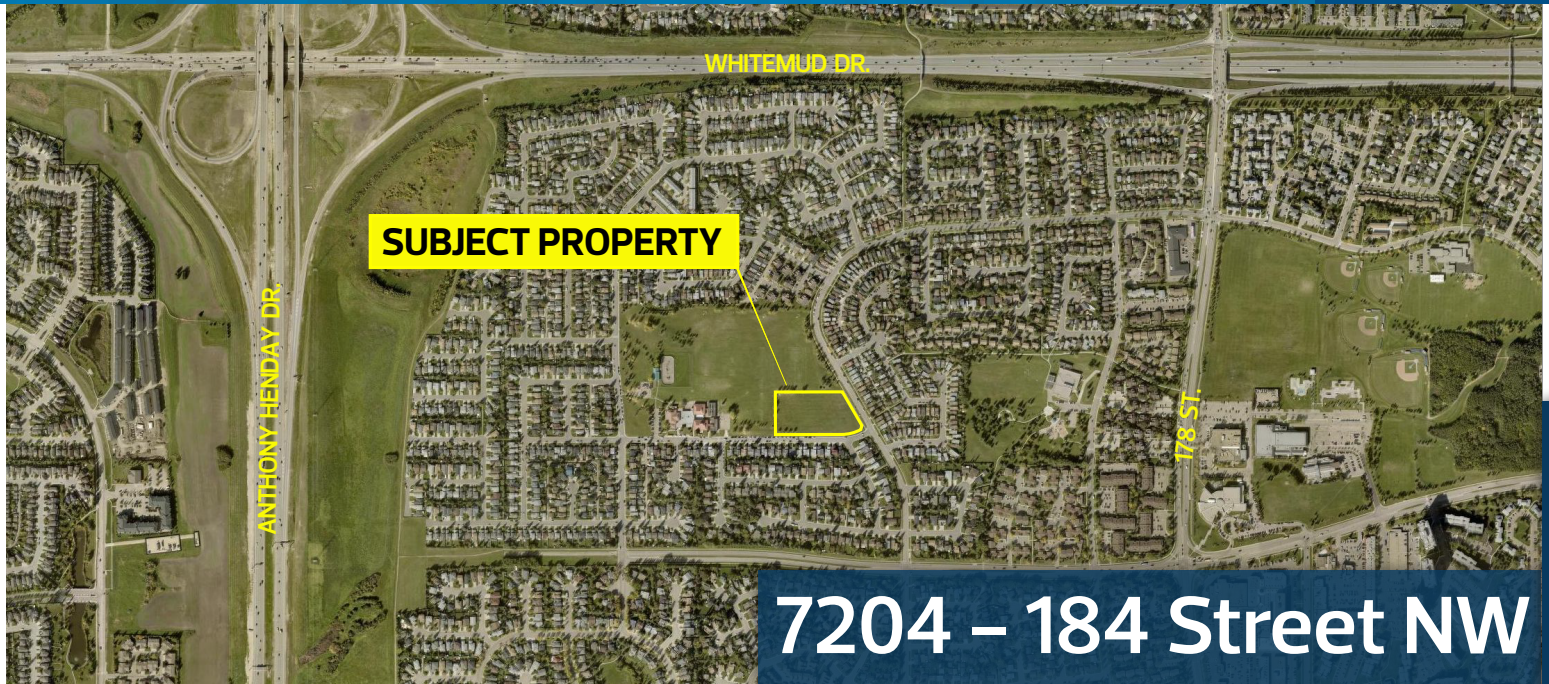 WHITEMUD DR.
SUBJECT PROPERTY
ANTHONY HENDAY DR.
178 ST.
7204 – 184 Street NW